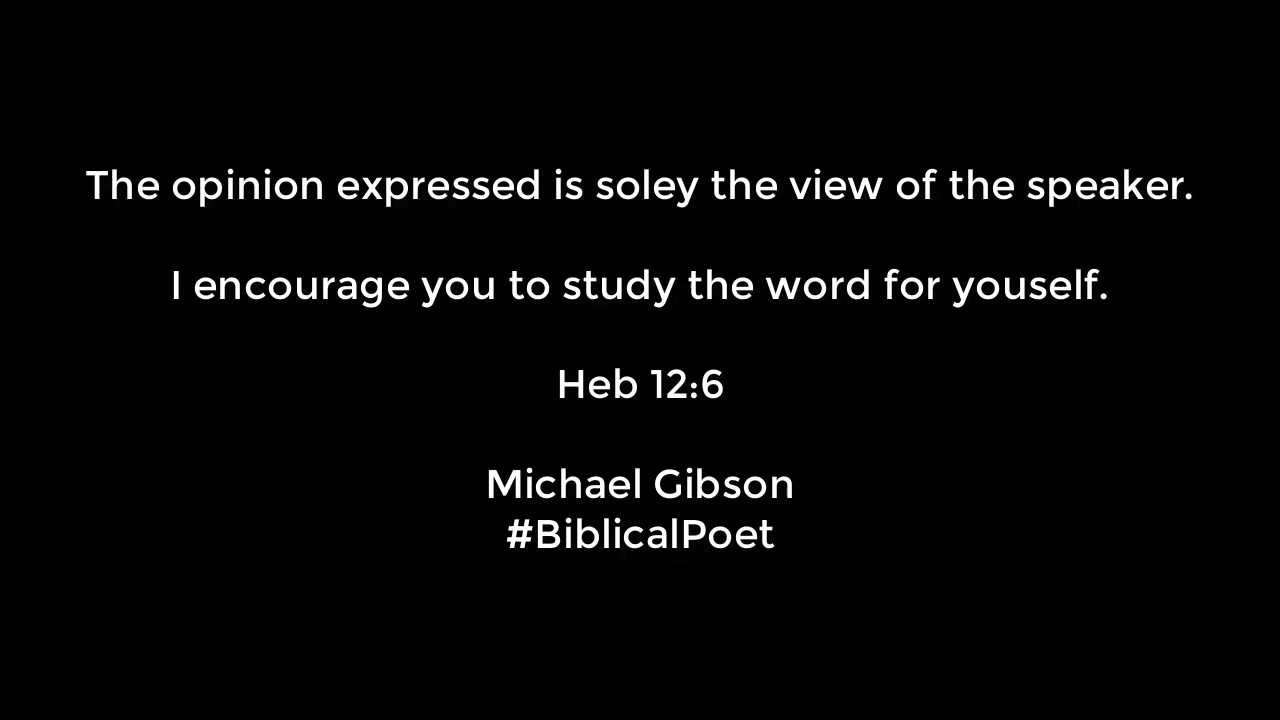 The opinion expressed is soley the view of the speaker.
I encourage you to study the word for youself.
Heb 12:6
Michael Gibson
#BiblicalPoet